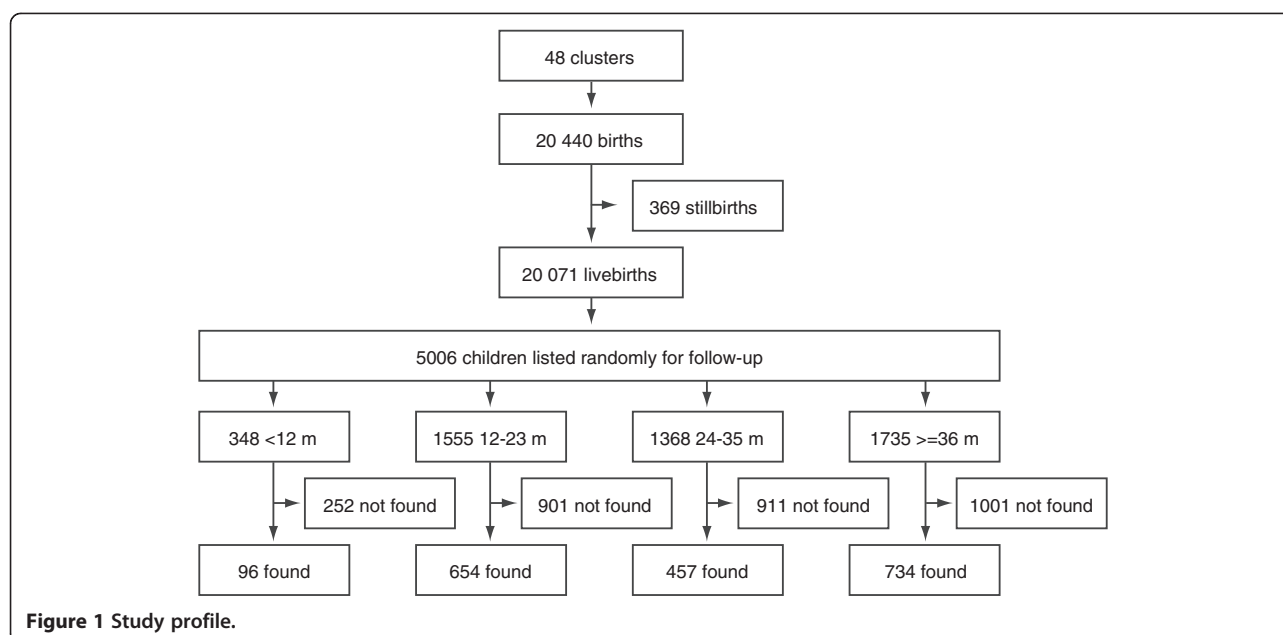 48 clusters
20 440 births
369 stillbirths
20 071 livebirths
5006 children listed randomly for follow-up
348 <12 m
1555 12-23 m
1368 24-35 m
1735 >=36 m
252 not found
901 not found
911 not found
1001 not found
96 found
654 found
457 found
734 found
Figure 1 Study profile.